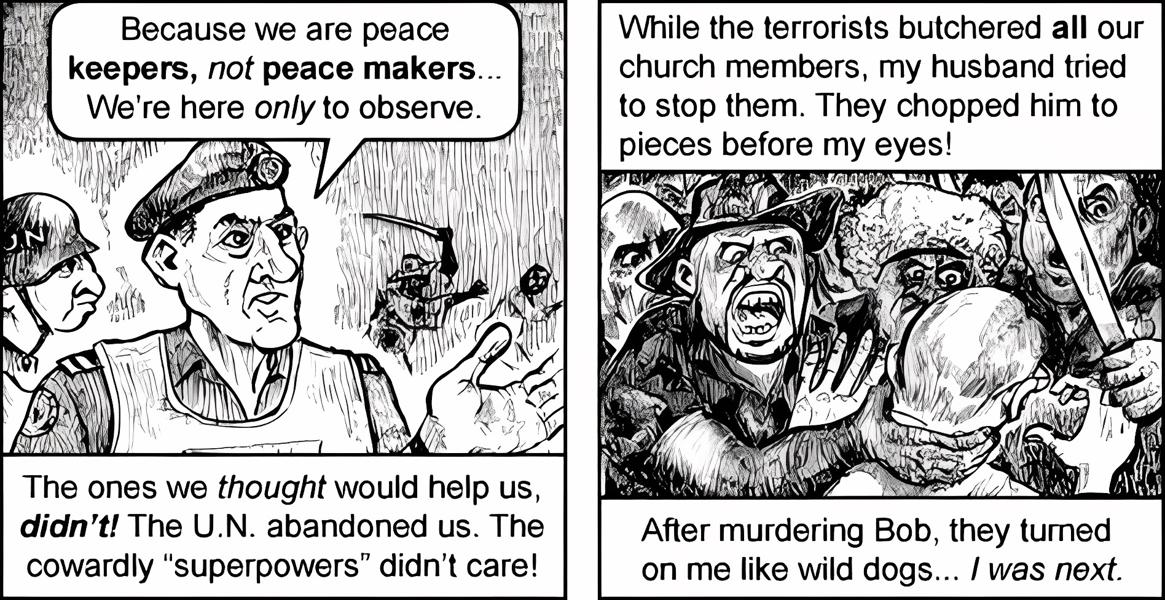 Because we are peace
keepers, not peace makers...
We're here only to observe.
UN
The ones we thought would help us,
didn't! The U.N. abandoned us. The
cowardly "superpowers" didn't care!
While the terrorists butchered all our
church members, my husband tried
to stop them. They chopped him to
pieces before my eyes!
After murdering Bob, they turned
on me like wild dogs... I was next.